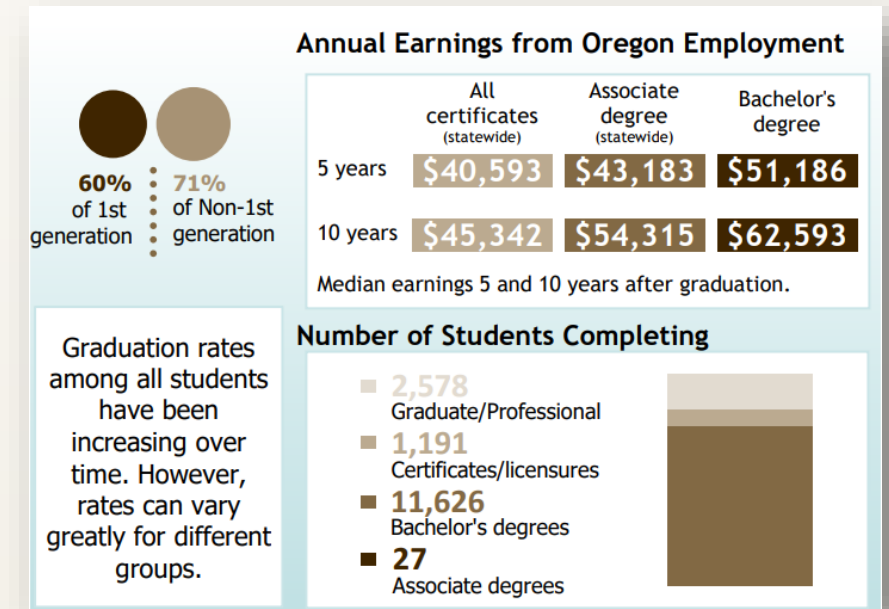 Annual Earnings from Oregon Employment
All
certificates
(statewide)
Associate
degree
(statewide)
Bachelor's
degree
5 years
$40,593
$43,183
$51,186
10 years
$45,342
$54,315
$62,593
Median earnings 5 and 10 years after graduation.
60%
of 1st
generation
71%
of Non-1st
generation
Graduation rates
among all students
have been
increasing over
time. However,
rates can vary
greatly for different
groups.
Number of Students Completing
2,578
Graduate/Professional
1,191
Certificates/licensures
11,626
Bachelor's degrees
27
Associate degrees